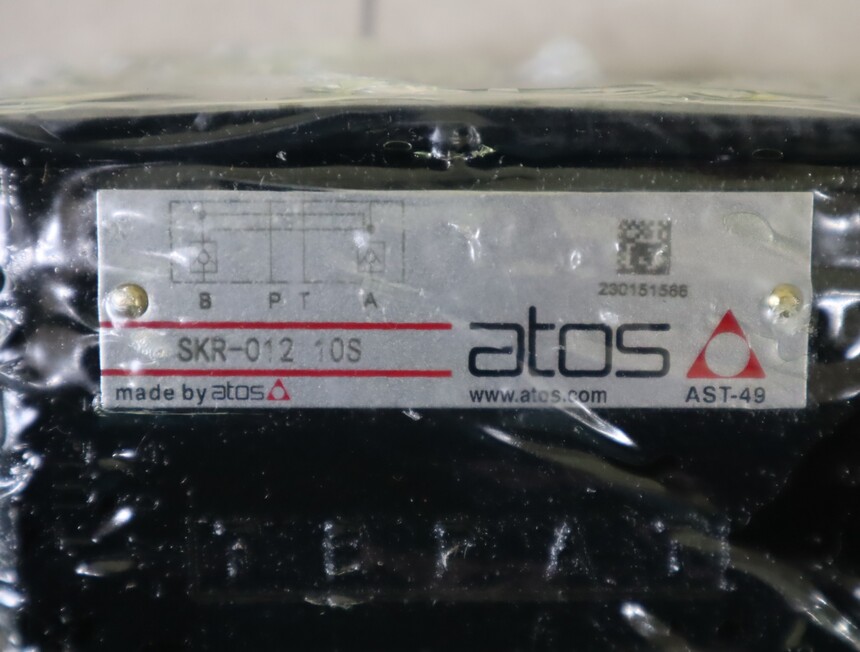 B P T A
230151566
SKR-012 10S
atos
made by atos
www.atos.com
AST-49